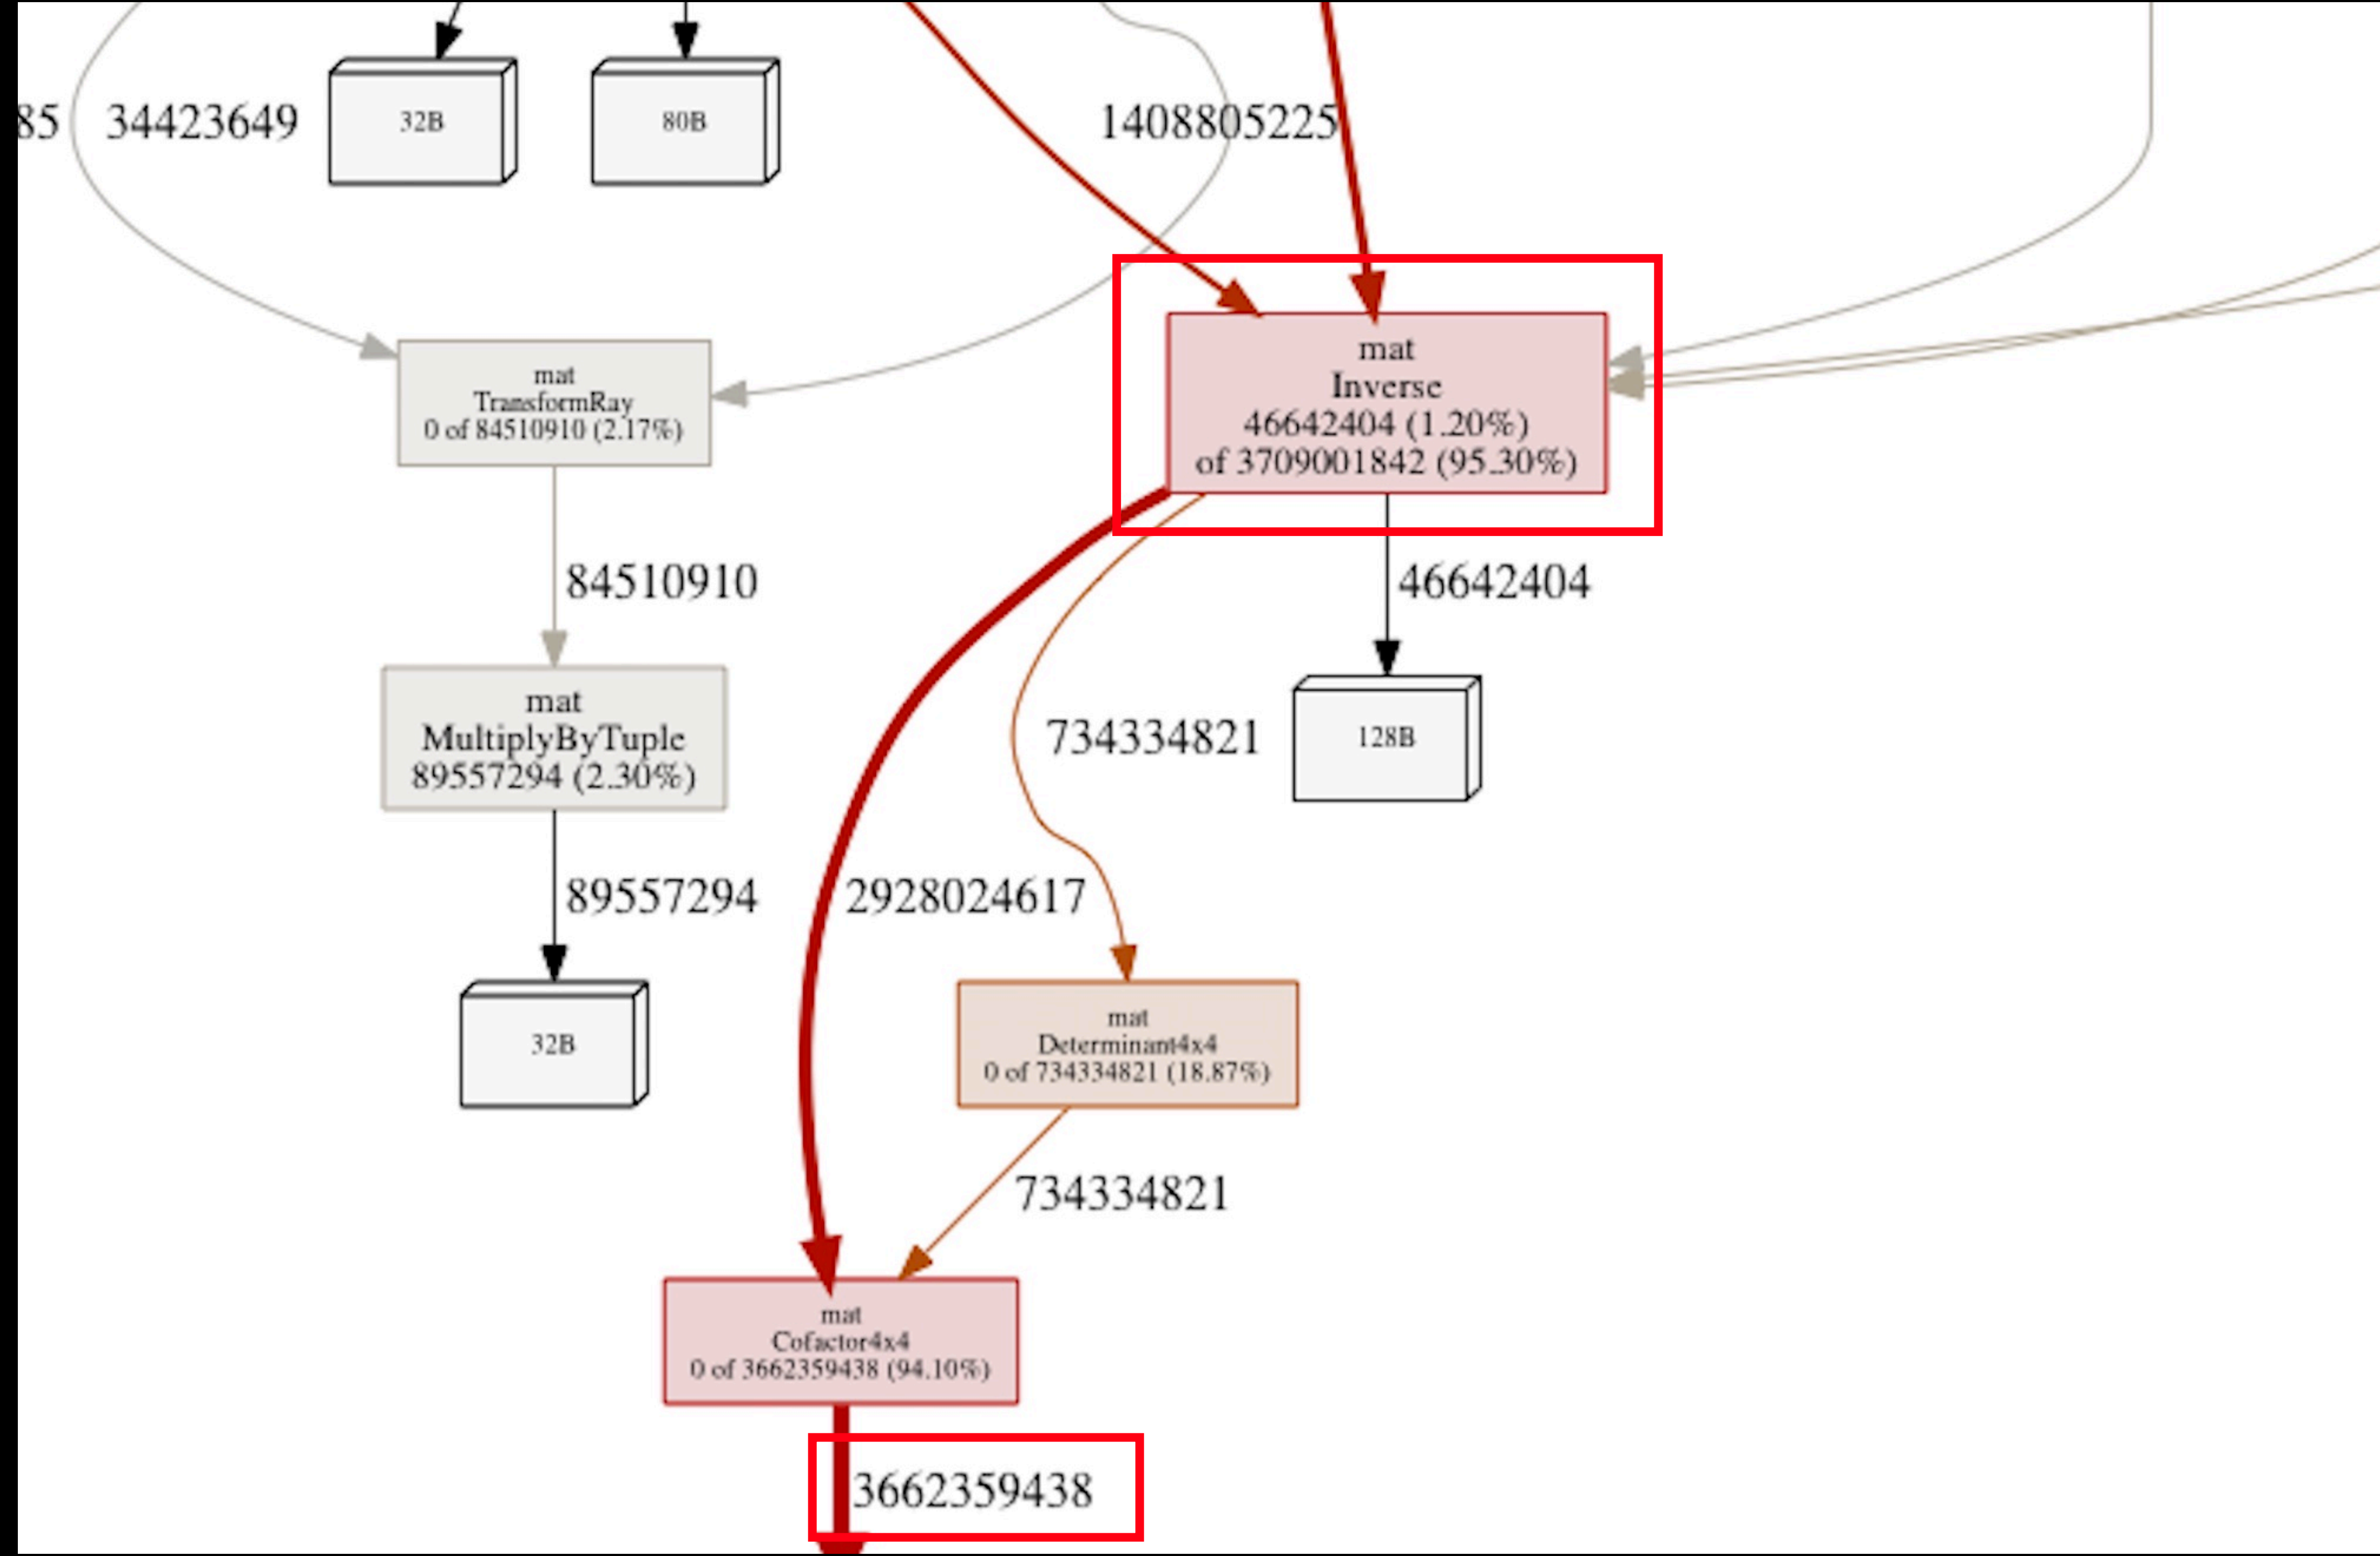 85
34423649
32B
80B
1408805225
mat
TransformRay
0 of 84510910 (2.17%)
mat
Inverse
46642404 (1.20%)
of 3709001842 (95.30%)
84510910
46642404
mat
MultiplyByTuple
89557294 (2.30%)
734334821
128B
89557294
2928024617
32B
mat
Determinant4x4
0 of 734334821 (18.87%)
734334821
mat
Cofactor4x4
0 of 3662359438 (94.10%)
3662359438